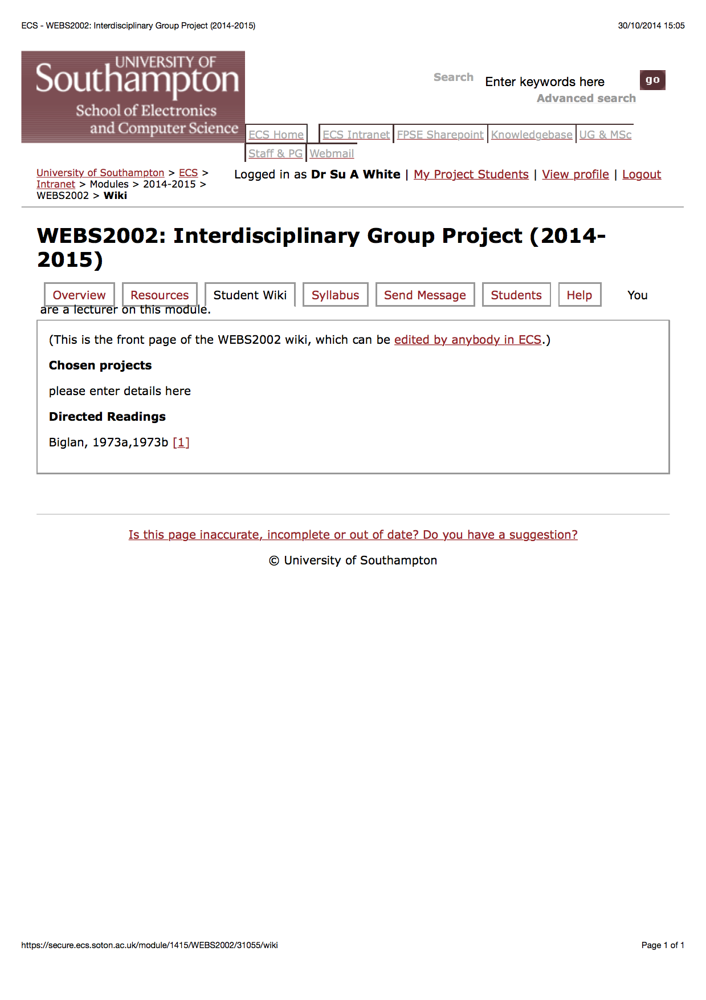 ECS - WEBS2002: Interdisciplinary Group Project (2014-2015) 30/10/2014 15:05
UNIVERSITY OF
Southampton
School of Electronics
and Computer Science
Search Enter keywords here go
Advanced search
ECS Home ECS Intranet FPSE Sharepoint Knowledgebase UG & MSc
Staff & PG Webmail
University of Southampton > ECS >
Intranet > Modules > 2014-2015 >
WEBS2002 > Wiki
Logged in as Dr Su A White | My Project Students | View profile | Logout
WEBS2002: Interdisciplinary Group Project (2014-
2015)
Overview Resources Student Wiki Syllabus Send Message Students Help You
are a lecturer on this module.
(This is the front page of the WEBS2002 wiki, which can be edited by anybody in ECS.)
Chosen projects
please enter details here
Directed Readings
Biglan, 1973a,1973b [1]
Is this page inaccurate, incomplete or out of date? Do you have a suggestion?
© University of Southampton
https://secure.ecs.soton.ac.uk/module/1415/WEBS2002/31055/wiki Page 1 of 1